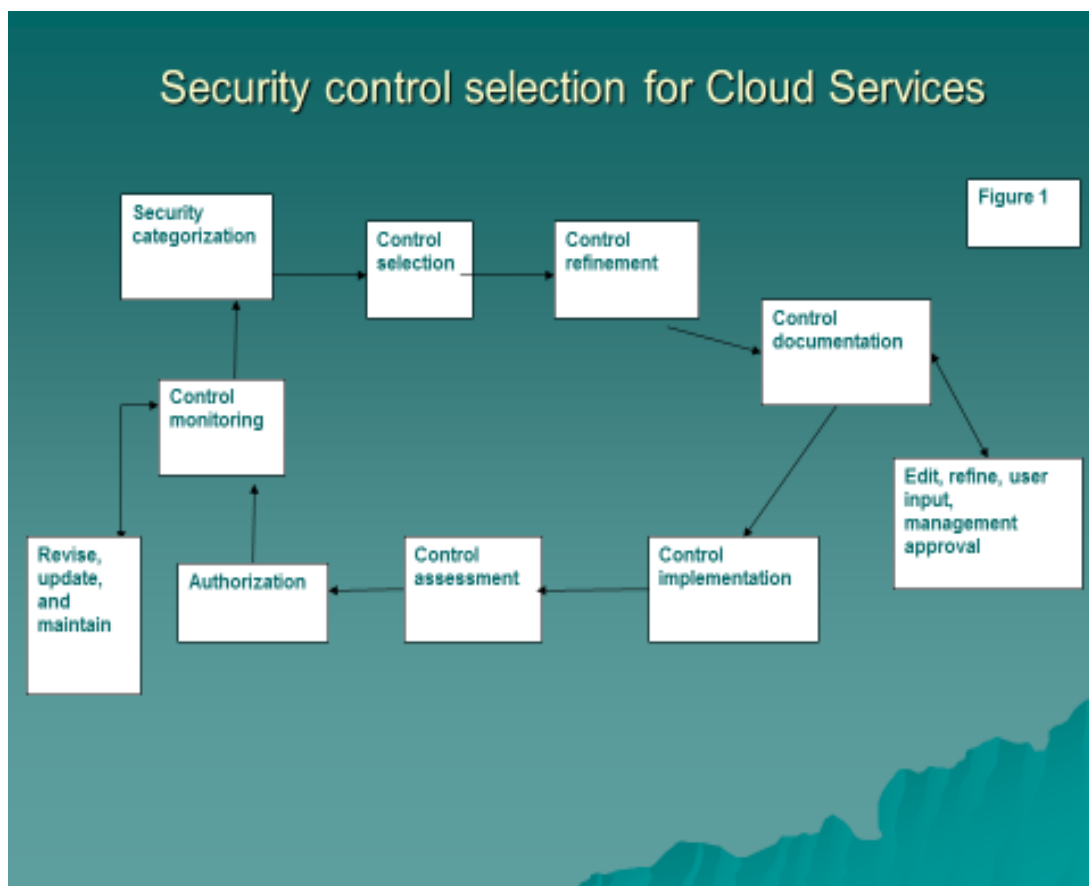 Security control selection for Cloud Services
Figure 1
Security
categorization
Control
selection
Control
refinement
Control
documentation
Control
monitoring
Edit, refine, user
input,
management
approval
Revise,
update,
and
maintain
Authorization
Control
assessment
Control
implementation